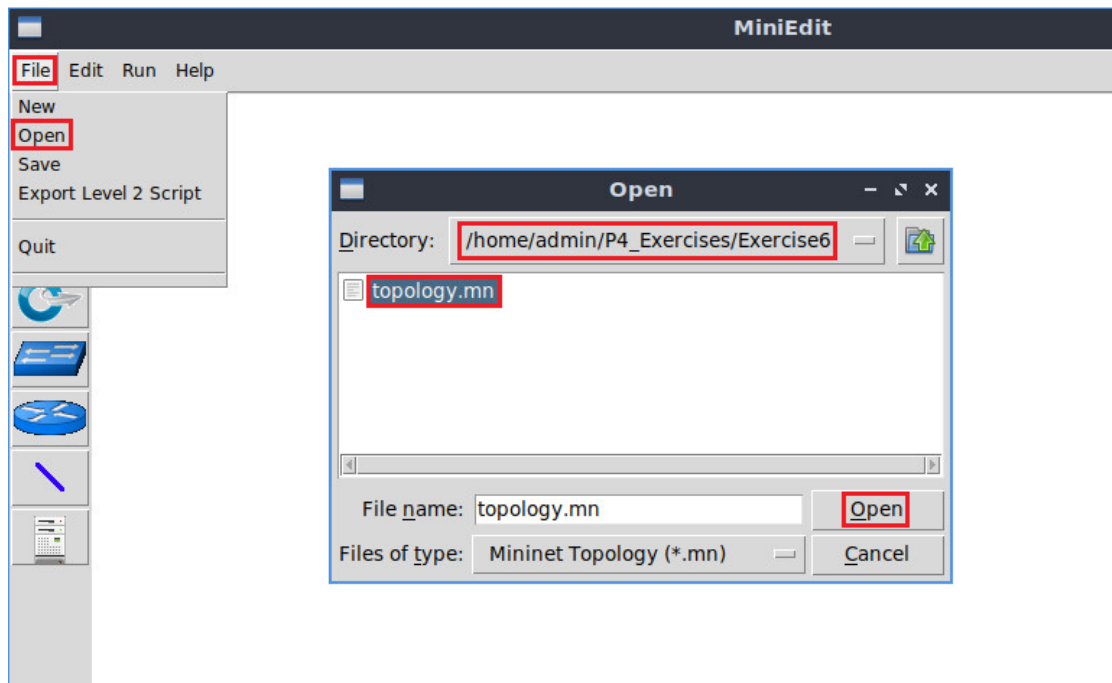 MiniEdit
File Edit Run Help
New
Open
Save
Export Level 2 Script
Quit
Open
Directory: /home/admin/P4_Exercises/Exercise6
topology.mn
File name: topology.mn Open
Files of type: Mininet Topology (*.mn) Cancel